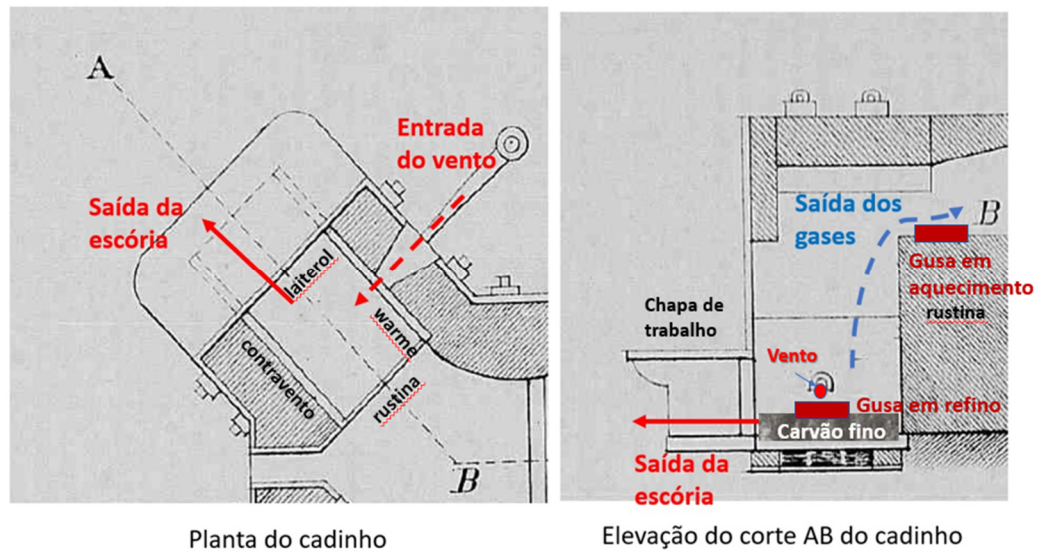 A
Entrada
do vento
Saída da
escória
laiterol
warme
contravento
rustina
B
Planta do cadinho
Saída dos
gases
B
Gusa em
aquecimento
rustina
Chapa de
trabalho
Vento
Gusa em refino
Carvão fino
Saída da
escória
Elevação do corte AB do cadinho